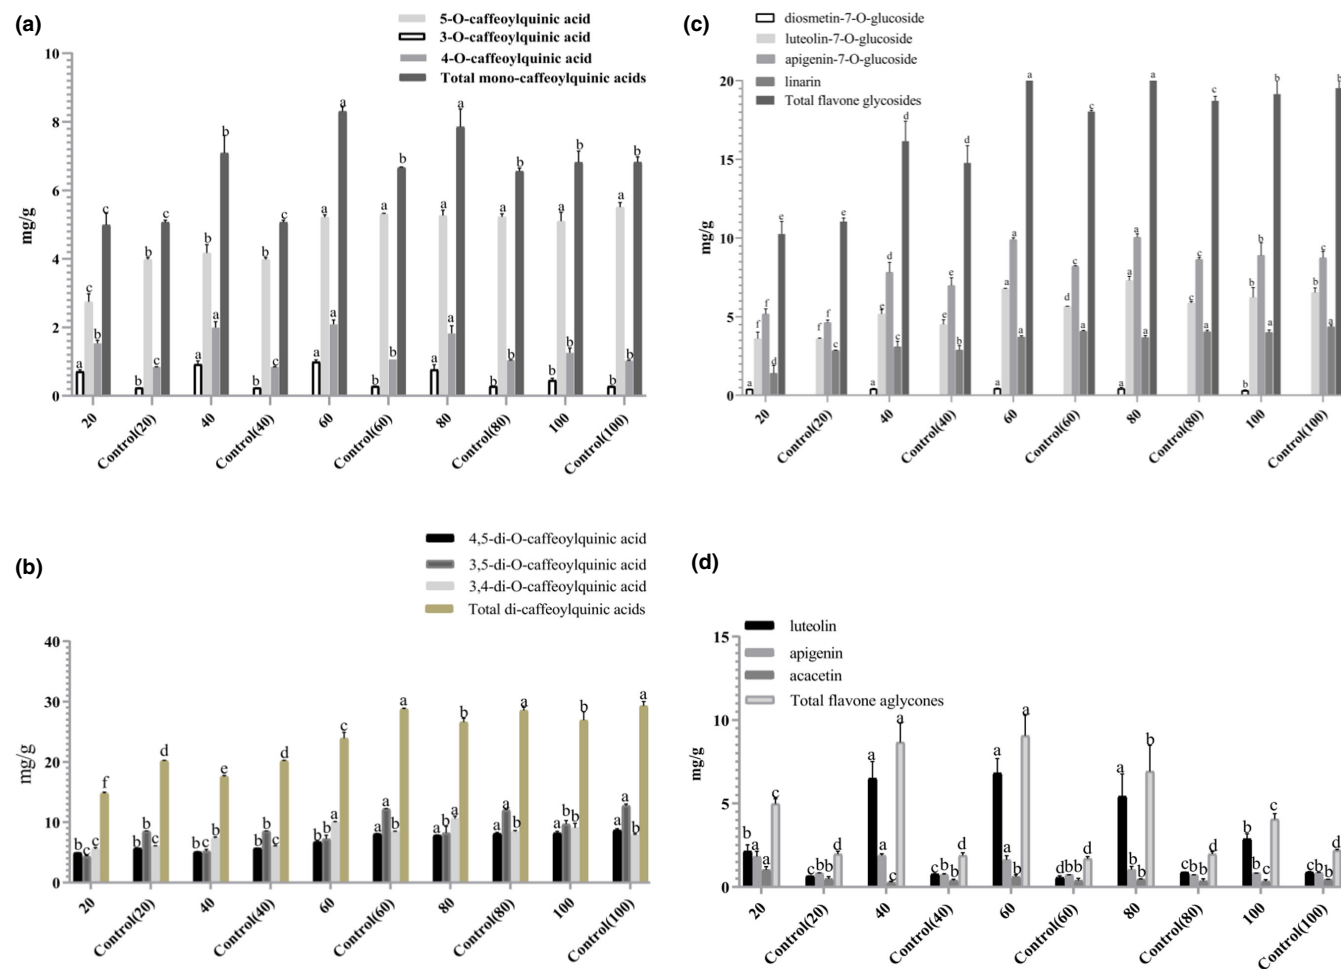 (a)
5-O-caffeoylquinic acid
3-O-caffeoylquinic acid
4-O-caffeoylquinic acid
Total mono-caffeoylquinic acids
mg/g
10
8
6
4
2
0
a c b c
b b c c
a b a b
b b c c
a a a a
b a b b
a a a a
b a b b
b a b b
b a b b
20
Control(20)
40
Control(40)
60
Control(60)
80
Control(80)
100
Control(100)
(c)
diosmetin-7-O-glucoside
luteolin-7-O-glucoside
apigenin-7-O-glucoside
linarin
Total flavone glycosides
mg/g
20
15
10
5
0
a f f d e
f f c e
a e d c d
e e c d
a a a a a
d c a c
a a a a a
c c a c
b b b a b
b c a b
20
Control(20)
40
Control(40)
60
Control(60)
80
Control(80)
100
Control(100)
(b)
4,5-di-O-caffeoylquinic acid
3,5-di-O-caffeoylquinic acid
3,4-di-O-caffeoylquinic acid
Total di-caffeoylquinic acids
mg/g
40
30
20
10
0
b c c f
b b c d
b c b e
b b c d
b b a c
a a b a
a b a b
a a b a
a b b b
a a b a
20
Control(20)
40
Control(40)
60
Control(60)
80
Control(80)
100
Control(100)
(d)
luteolin
apigenin
acacetin
Total flavone aglycones
mg/g
15
10
5
0
b a a c
c b b d
a a c a
c b b d
a a b a
d b b d
a b b b
c b b d
b b c c
c b b d
20
Control(20)
40
Control(40)
60
Control(60)
80
Control(80)
100
Control(100)